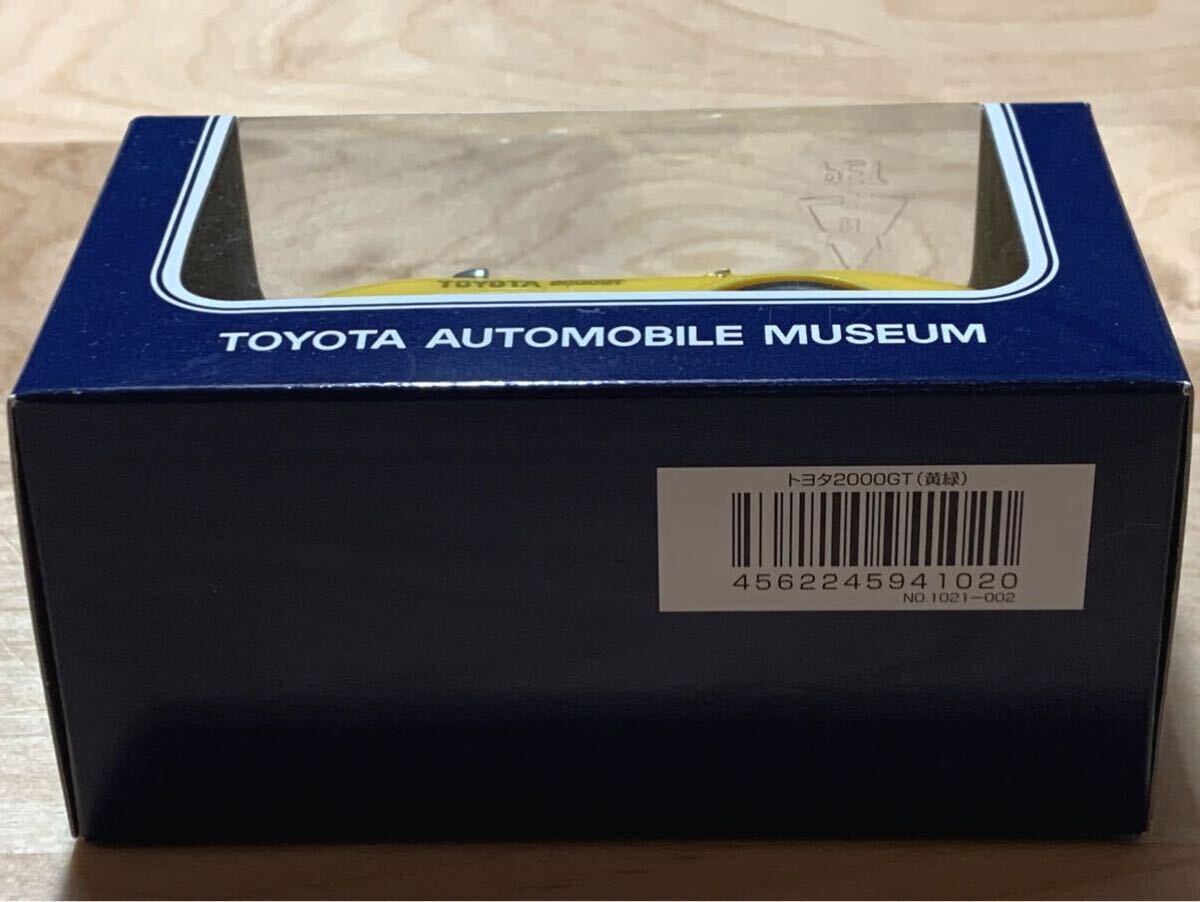 TOYOTA 2000GT
TOYOTA AUTOMOBILE MUSEUM
トヨタ2000GT(黄緑)
4562245941020
NO.1021-002